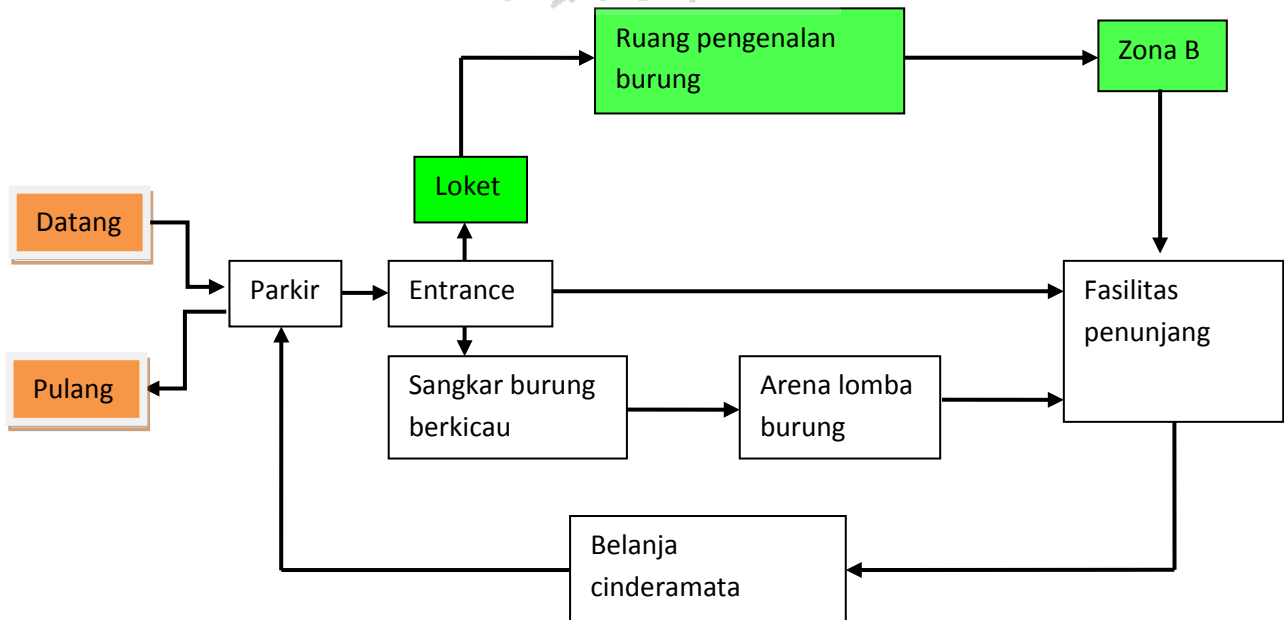 Ruang pengenalan
burung
Zona B
Loket
Datang
Parkir
Entrance
Fasilitas
penunjang
Pulang
Sangkar burung
berkicau
Arena lomba
burung
Belanja
cinderamata